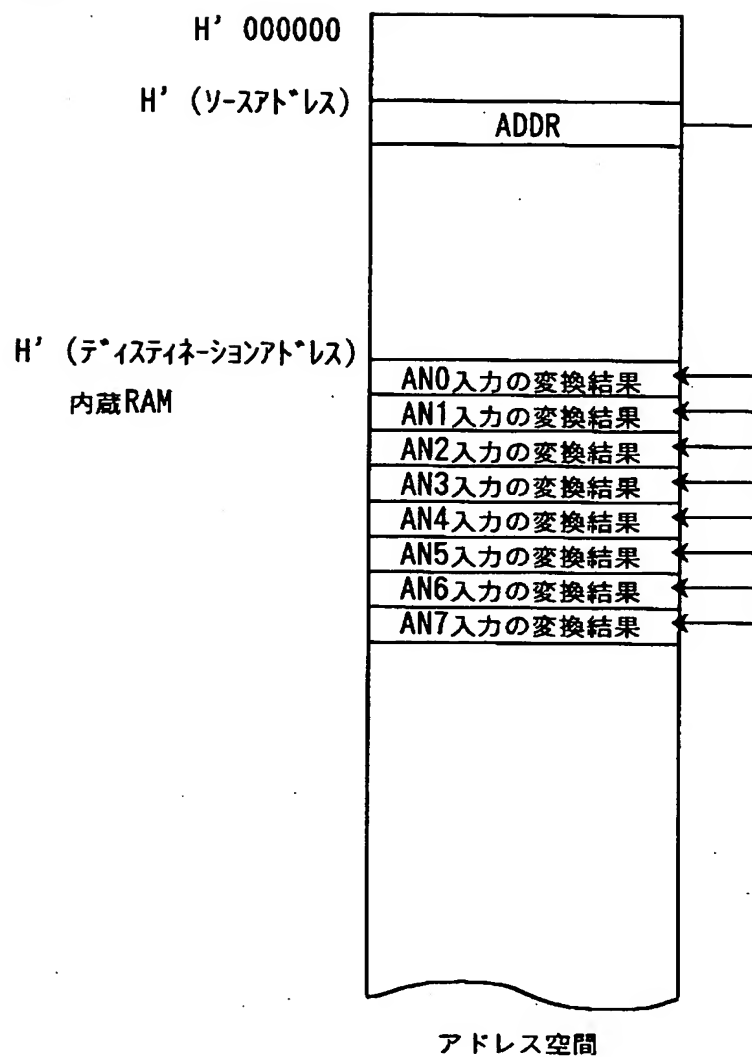 H' 000000
H' (ソースアドレス)
ADDR
H' (ディスティネーションアドレス)
内蔵RAM
AN0入力の変換結果
AN1入力の変換結果
AN2入力の変換結果
AN3入力の変換結果
AN4入力の変換結果
AN5入力の変換結果
AN6入力の変換結果
AN7入力の変換結果
アドレス空間